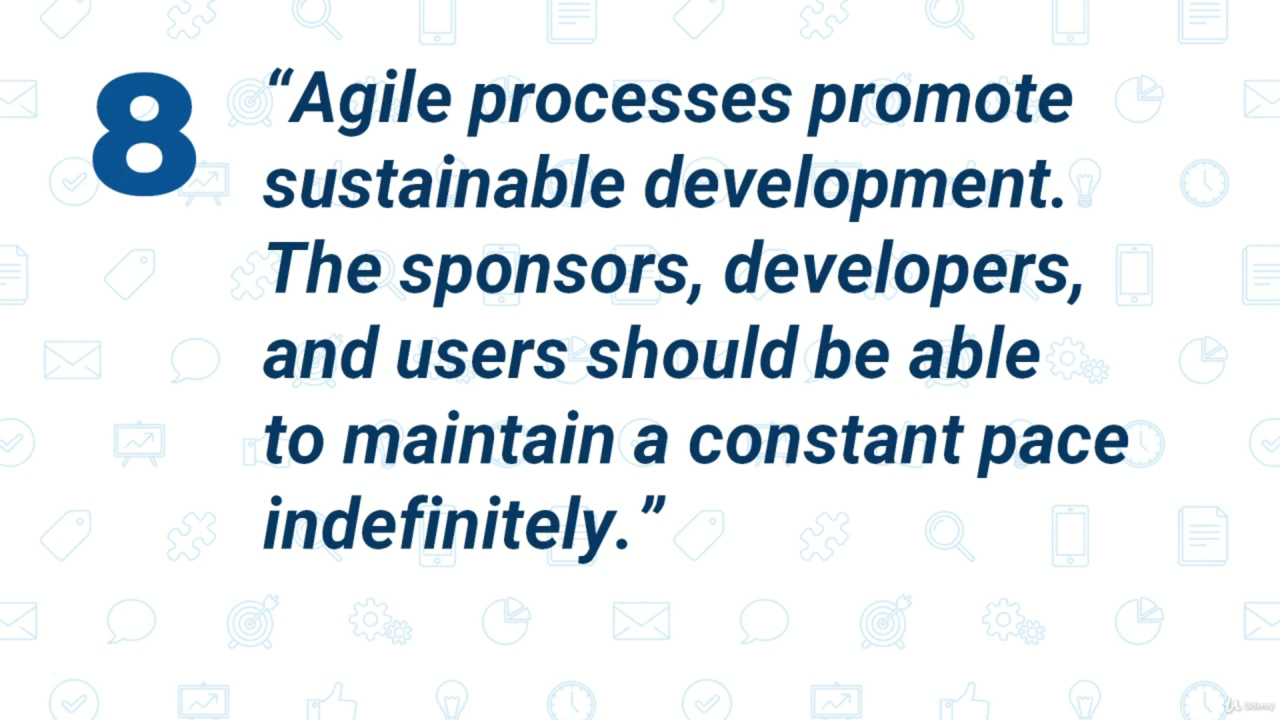 8
“Agile processes promote
sustainable development.
The sponsors, developers,
and users should be able
to maintain a constant pace
indefinitely.”
Udemy